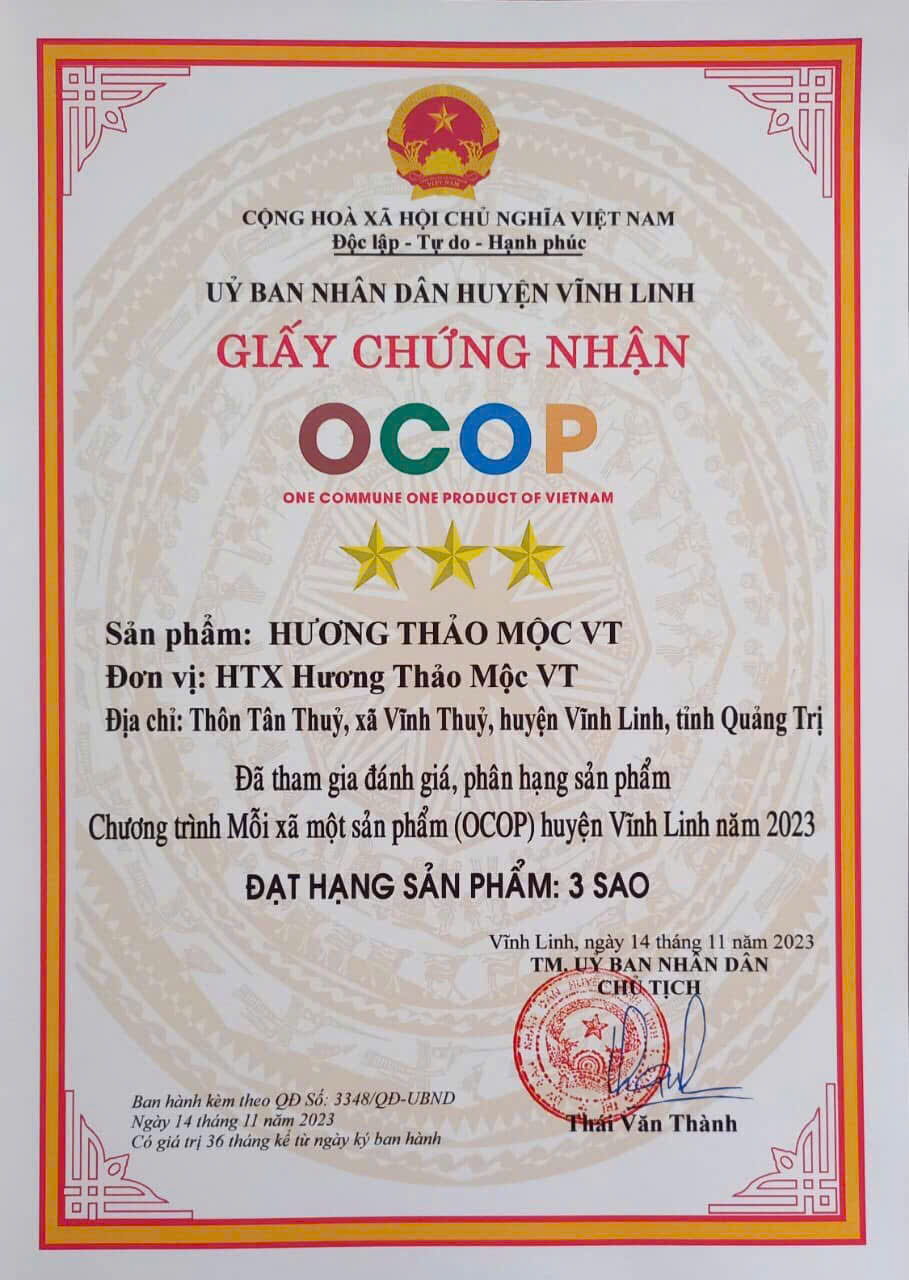 VIỆT NAM
CỘNG HOÀ XÃ HỘI CHỦ NGHĨA VIỆT NAM
Độc lập - Tự do - Hạnh phúc
UỶ BAN NHÂN DÂN HUYỆN VĨNH LINH
GIẤY CHỨNG NHẬN
OCOP
ONE COMMUNE ONE PRODUCT OF VIETNAM
Sản phẩm: HƯƠNG THẢO MỘC VT
Đơn vị: HTX Hương Thảo Mộc VT
Địa chỉ: Thôn Tân Thuỷ, xã Vĩnh Thuỷ, huyện Vĩnh Linh, tỉnh Quảng Trị
Đã tham gia đánh giá, phân hạng sản phẩm
Chương trình Mỗi xã một sản phẩm (OCOP) huyện Vĩnh Linh năm 2023
ĐẠT HẠNG SẢN PHẨM: 3 SAO
Vĩnh Linh, ngày 14 tháng 11 năm 2023
TM. UỶ BAN NHÂN DÂN
CHỦ TỊCH
Thái Văn Thành
Ban hành kèm theo QĐ Số: 3348/QĐ-UBND
Ngày 14 tháng 11 năm 2023
Có giá trị 36 tháng kể từ ngày ký ban hành